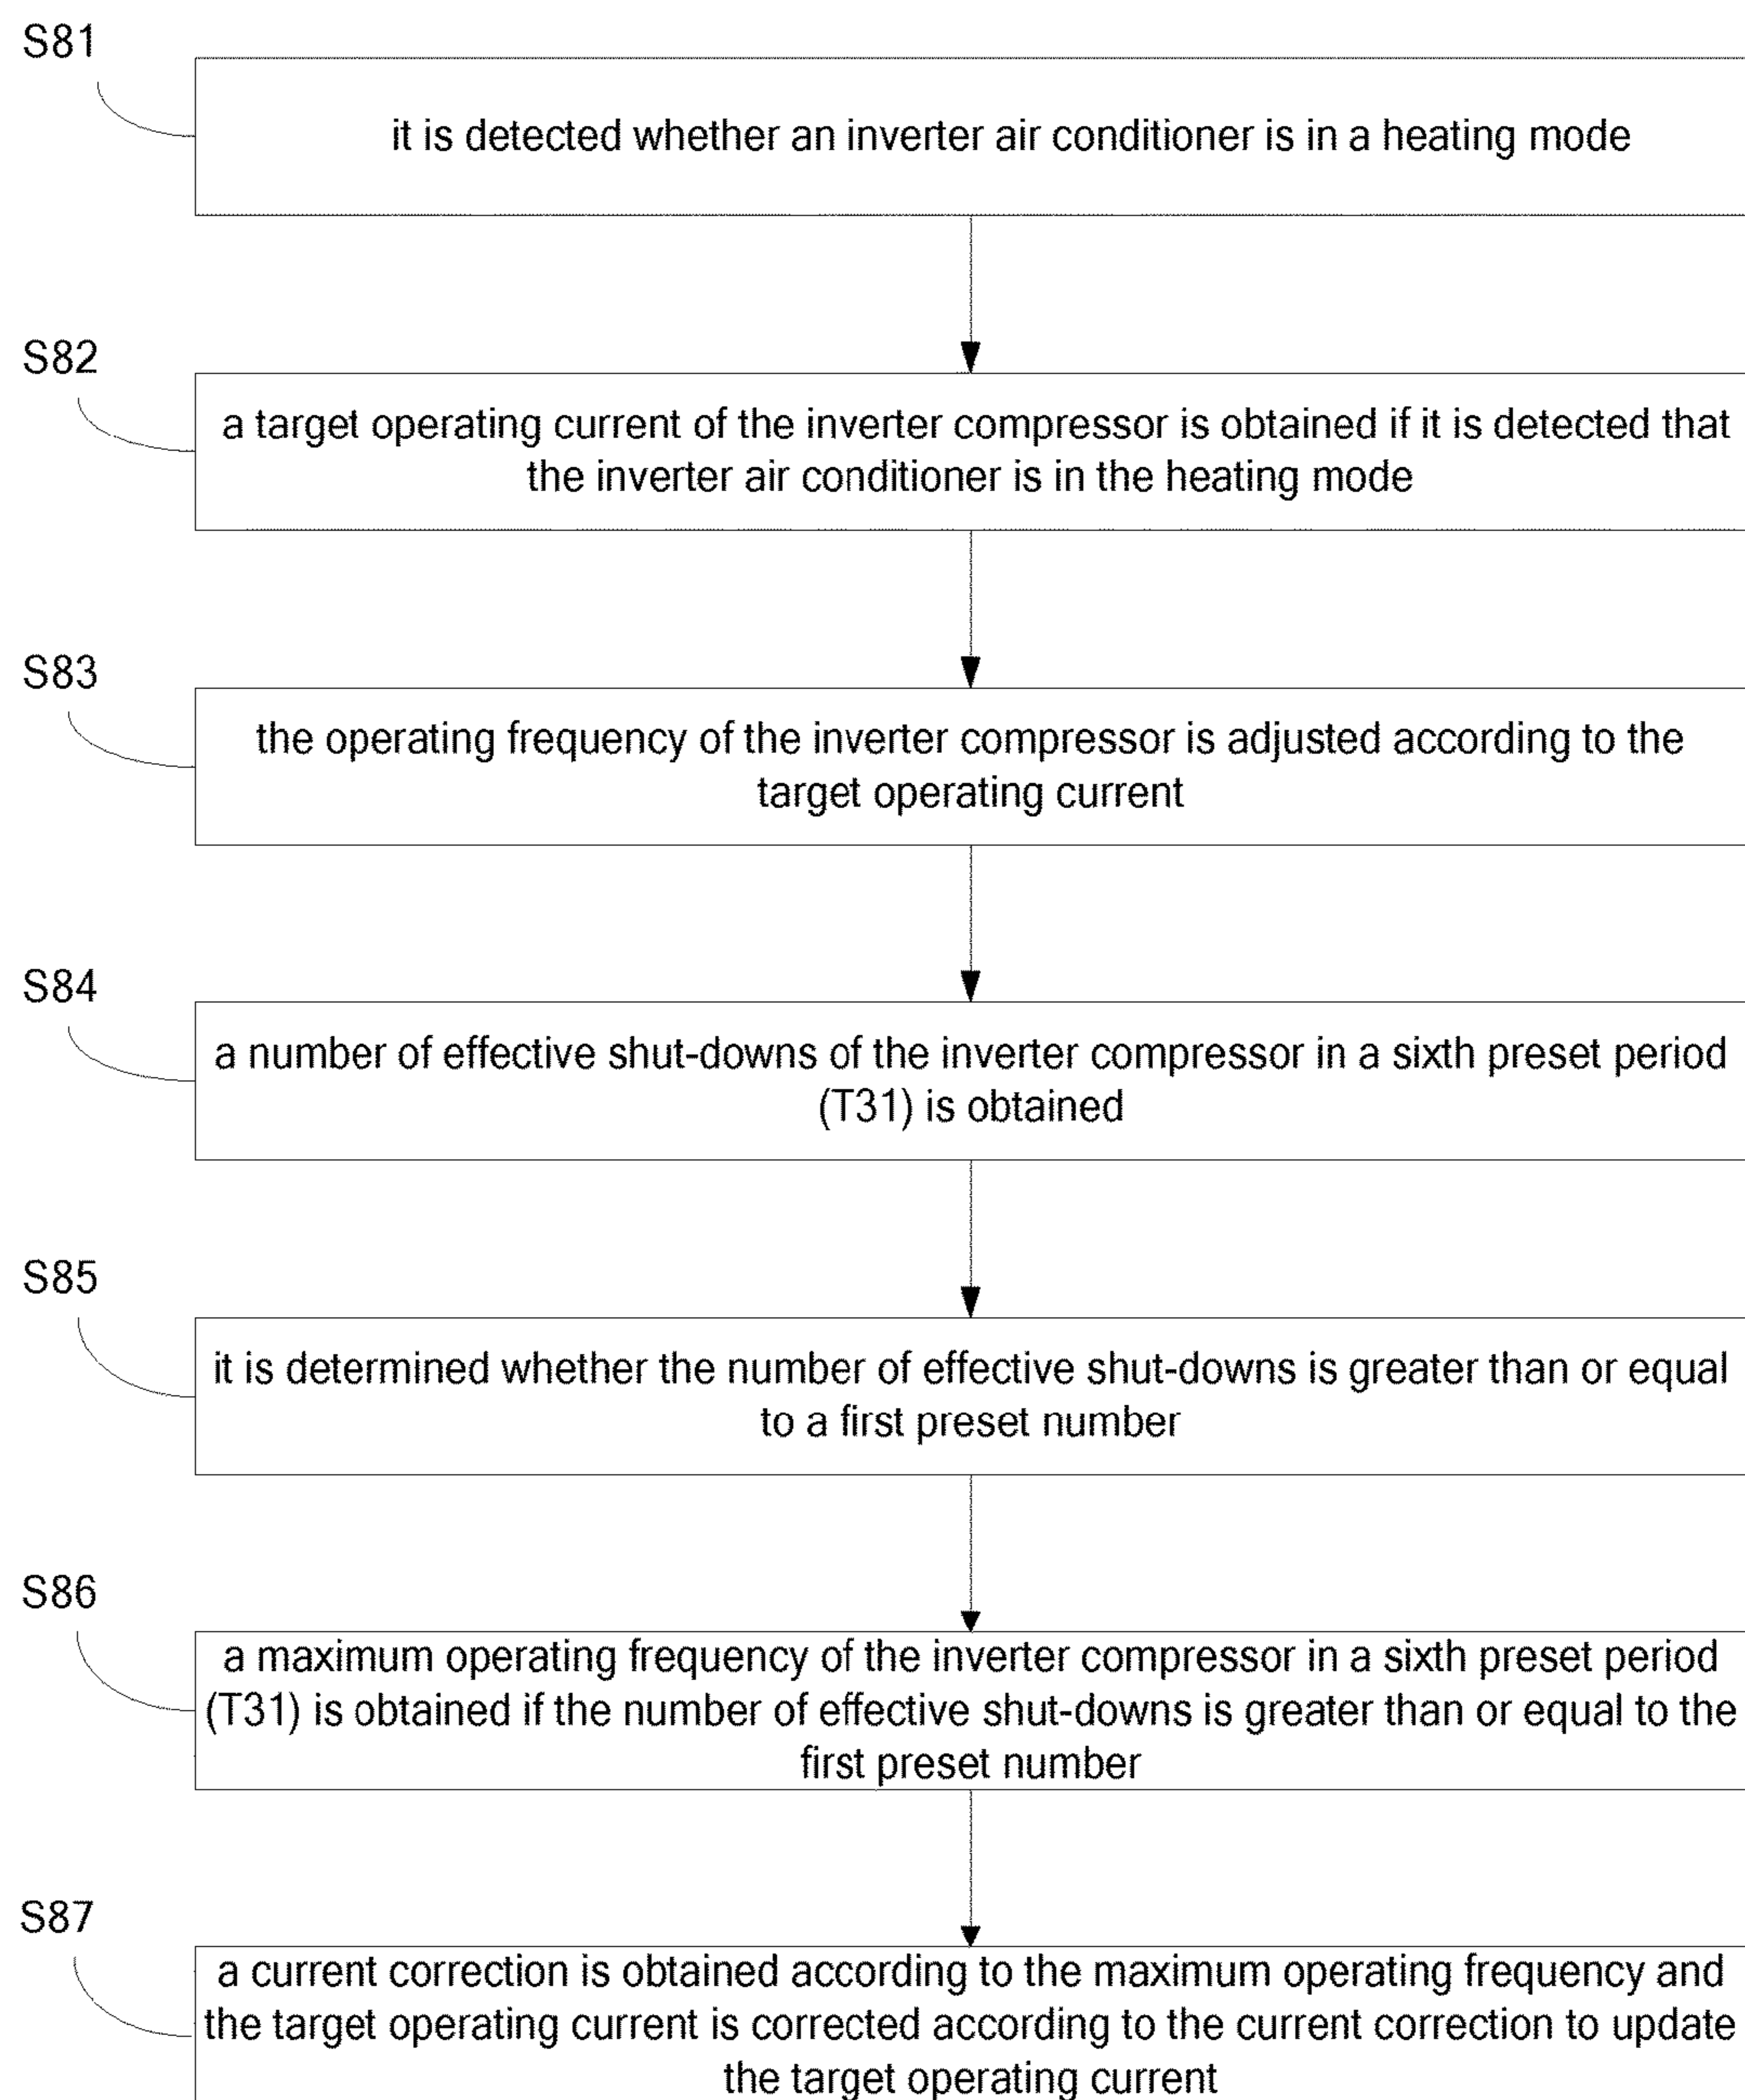 S81
it is detected whether an inverter air conditioner is in a heating mode
S82
a target operating current of the inverter compressor is obtained if it is detected that
the inverter air conditioner is in the heating mode
S83
the operating frequency of the inverter compressor is adjusted according to the
target operating current
S84
a number of effective shut-downs of the inverter compressor in a sixth preset period
(T31) is obtained
S85
it is determined whether the number of effective shut-downs is greater than or equal
to a first preset number
S86
a maximum operating frequency of the inverter compressor in a sixth preset period
(T31) is obtained if the number of effective shut-downs is greater than or equal to the
first preset number
S87
a current correction is obtained according to the maximum operating frequency and
the target operating current is corrected according to the current correction to update
the target operating current